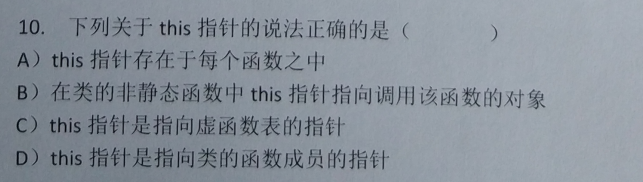 10. 下列关于 this 指针的说法正确的是（ ）
A）this 指针存在于每个函数之中
B）在类的非静态函数中 this 指针指向调用该函数的对象
C）this 指针是指向虚函数表的指针
D）this 指针是指向类的函数成员的指针